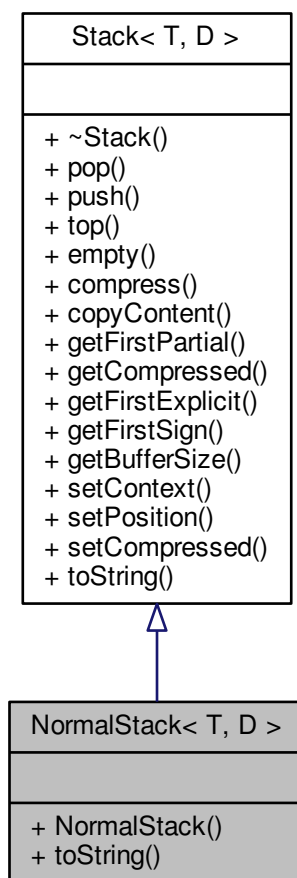 Stack< T, D >
+ ~Stack()
+ pop()
+ push()
+ top()
+ empty()
+ compress()
+ copyContent()
+ getFirstPartial()
+ getCompressed()
+ getFirstExplicit()
+ getFirstSign()
+ getBufferSize()
+ setContext()
+ setPosition()
+ setCompressed()
+ toString()
NormalStack< T, D >
+ NormalStack()
+ toString()